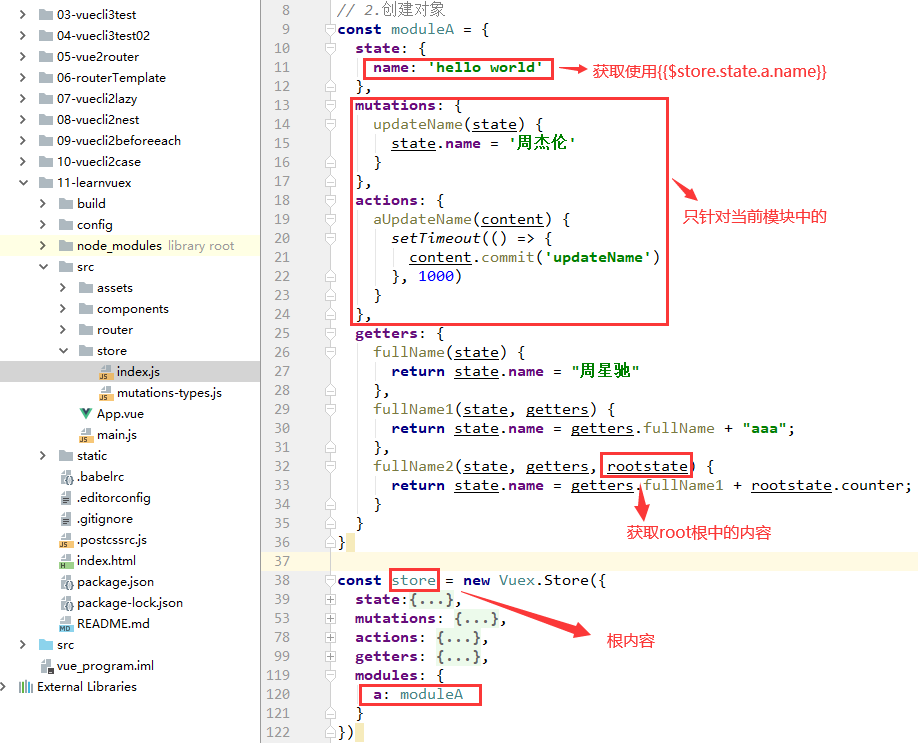 03-vuecli3test
04-vuecli3test02
05-vue2router
06-routerTemplate
07-vuecli2lazy
08-vuecli2nest
09-vuecli2beforeeach
10-vuecli2case
11-learnvuex
build
config
node_modules library root
src
assets
components
router
store
index.js
mutations-types.js
App.vue
main.js
static
.babelrc
.editorconfig
.gitignore
.postcssrc.js
index.html
package.json
package-lock.json
README.md
src
vue_program.iml
External Libraries
8 // 2.创建对象
9 const moduleA = {
10 state: {
11 name: 'hello world' 获取使用{{$store.state.a.name}}
12 },
13 mutations: {
14 updateName(state) {
15 state.name = '周杰伦'
16 }
17 },
18 actions: {
只针对当前模块中的
19 aUpdateName(content) {
20 setTimeout(() => {
21 content.commit('updateName')
22 }, 1000)
23 }
24 },
25 getters: {
26 fullName(state) {
27 return state.name = "周星驰"
28 },
29 fullName1(state, getters) {
30 return state.name = getters.fullName + "aaa";
31 },
32 fullName2(state, getters, rootstate) {
33 return state.name = getters.fullName1 + rootstate.counter;
34 }
35 }
获取root根中的内容
36 }
37
38 const store = new Vuex.Store({
39 state:{...},
53 mutations: {...},
78 actions: {...},
根内容
99 getters: {...},
119 modules: {
120 a: moduleA
121 }
122 })